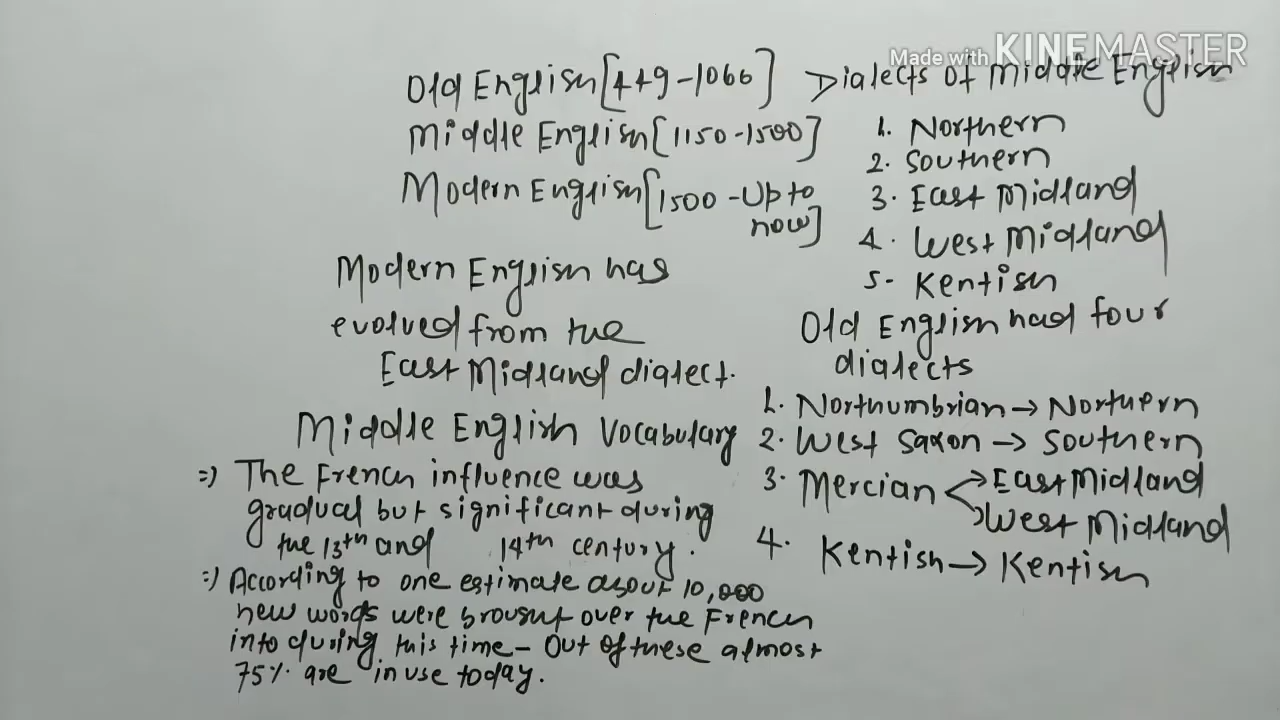 Made with KINEMASTER
Old English [449-1066]
Middle English [1150-1500]
Modern English [1500 - Up to
now]
Modern English has
evolved from the
East Midland dialect.
Middle English Vocabulary
=) The French influence was
gradual but significant during
the 13th and 14th century.
=) According to one estimate about 10,000
new words were brought over the French
into during this time - Out of these almost
75% are in use today.
Dialects of Middle English
1. Northern
2. Southern
3. East Midland
4. West Midland
5- Kentish
Old English had four
dialects
1. Northumbrian → Northern
2. West Saxon → Southern
3. Mercian → East Midland
→ West Midland
4. Kentish → Kentish